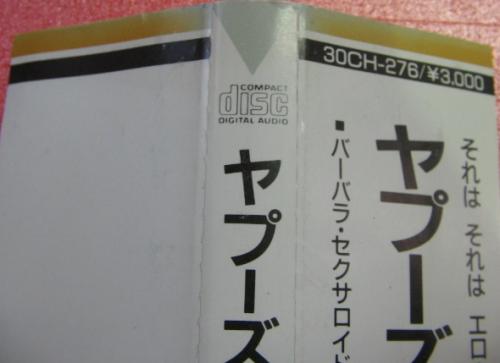 30CH-276/¥3.000
それは それは エロ
ヤプーズ
■バーバラ・セクサロイド
COMPACT
disc
DIGITAL AUDIO
ヤプーズ